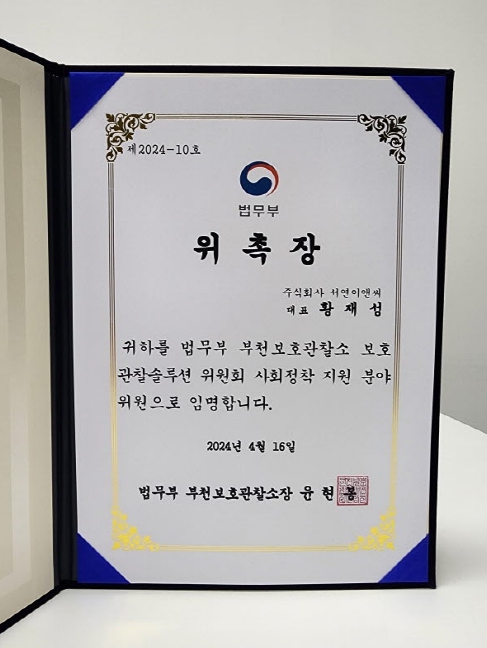 제2024-10호
법무부
위 촉 장
주식회사 서연이앤씨
대표 황 재 섭
귀하를 법무부 부천보호관찰소 보호
관찰솔루션 위원회 사회정착 지원 분야
위원으로 임명합니다.
2024년 4월 16일
법무부 부천보호관찰소장 윤 현 봉